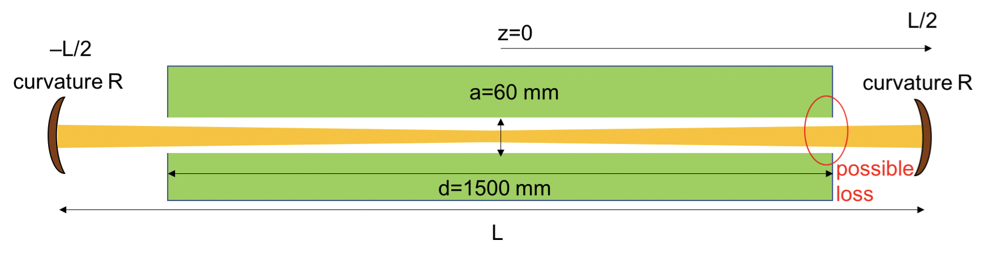 z=0
L/2
–L/2
curvature R
curvature R
a=60 mm
d=1500 mm
possible
loss
L